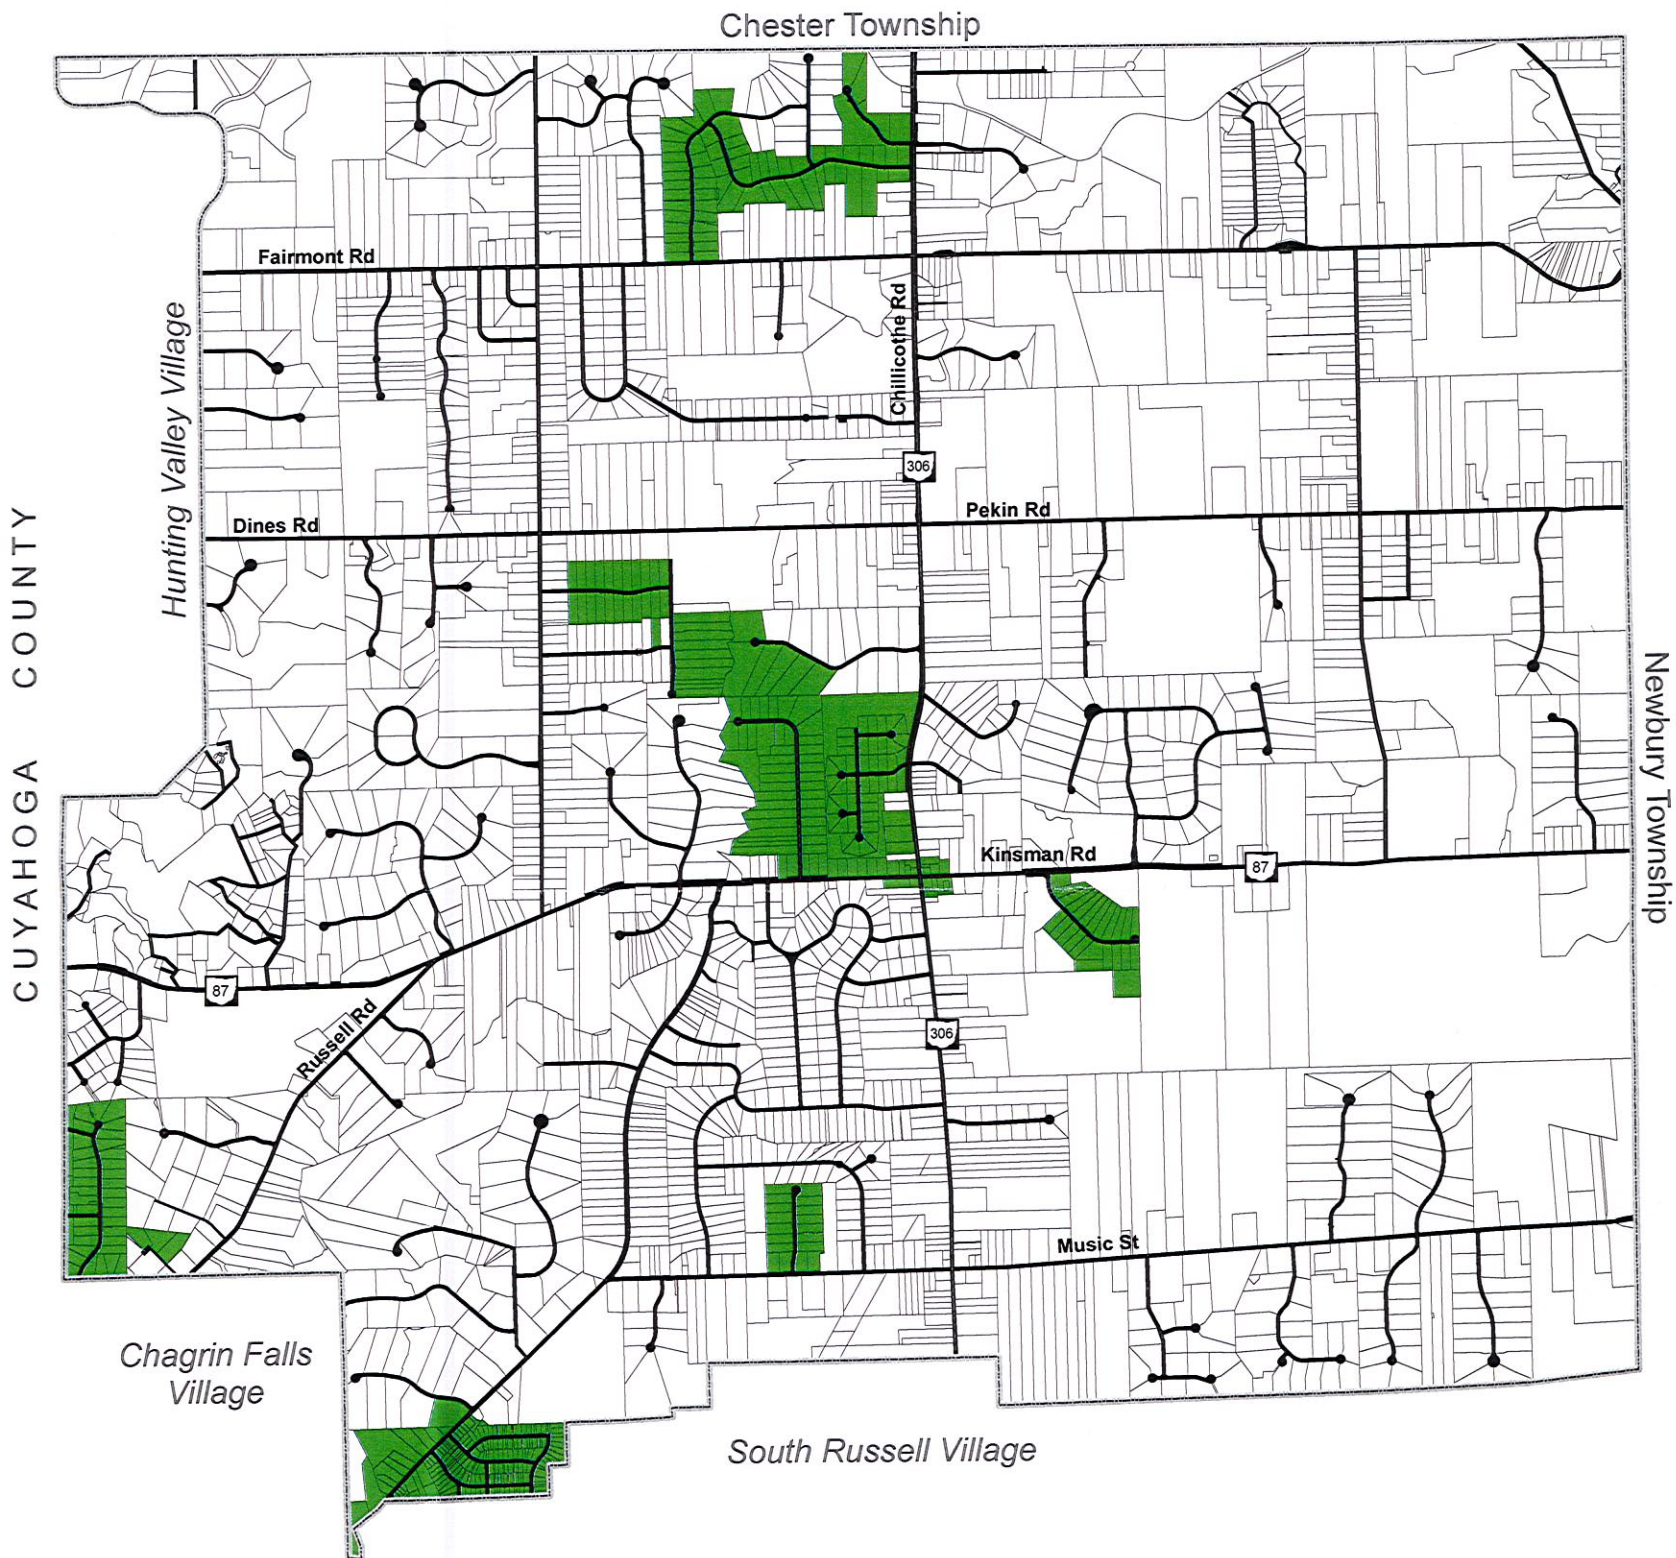 Chester Township
Fairmont Rd
Hunting Valley Village
Chillicothe Rd
306
Dines Rd
Pekin Rd
CUYAHOGA COUNTY
Newbury Township
Kinsman Rd
87
87
Russell Rd
306
Music St
Chagrin Falls
Village
South Russell Village